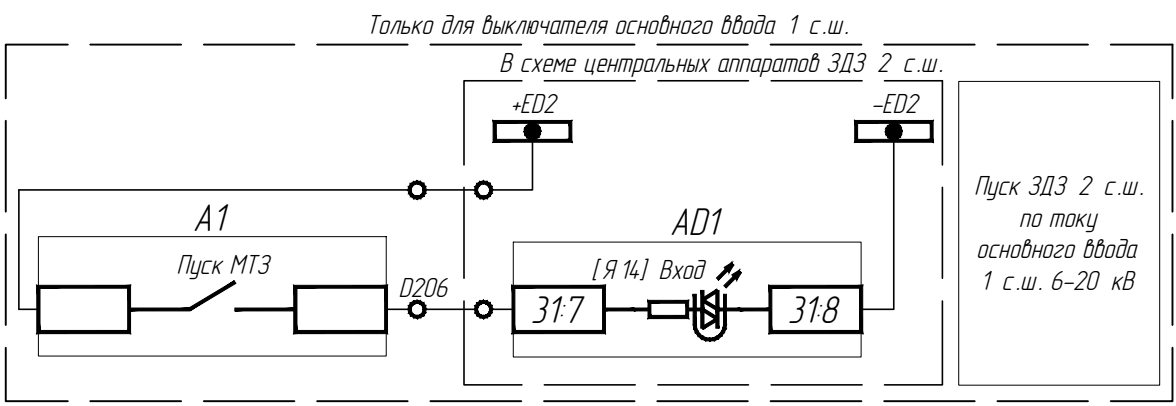 Только для выключателя основного ввода 1 с.ш.
В схеме центральных аппаратов ЗДЗ 2 с.ш.
+ED2
-ED2
A1
Пуск МТЗ
D206
AD1
[Я14] Вход
31:7
31:8
Пуск ЗДЗ 2 с.ш.
по току
основного ввода
1 с.ш. 6-20 кВ